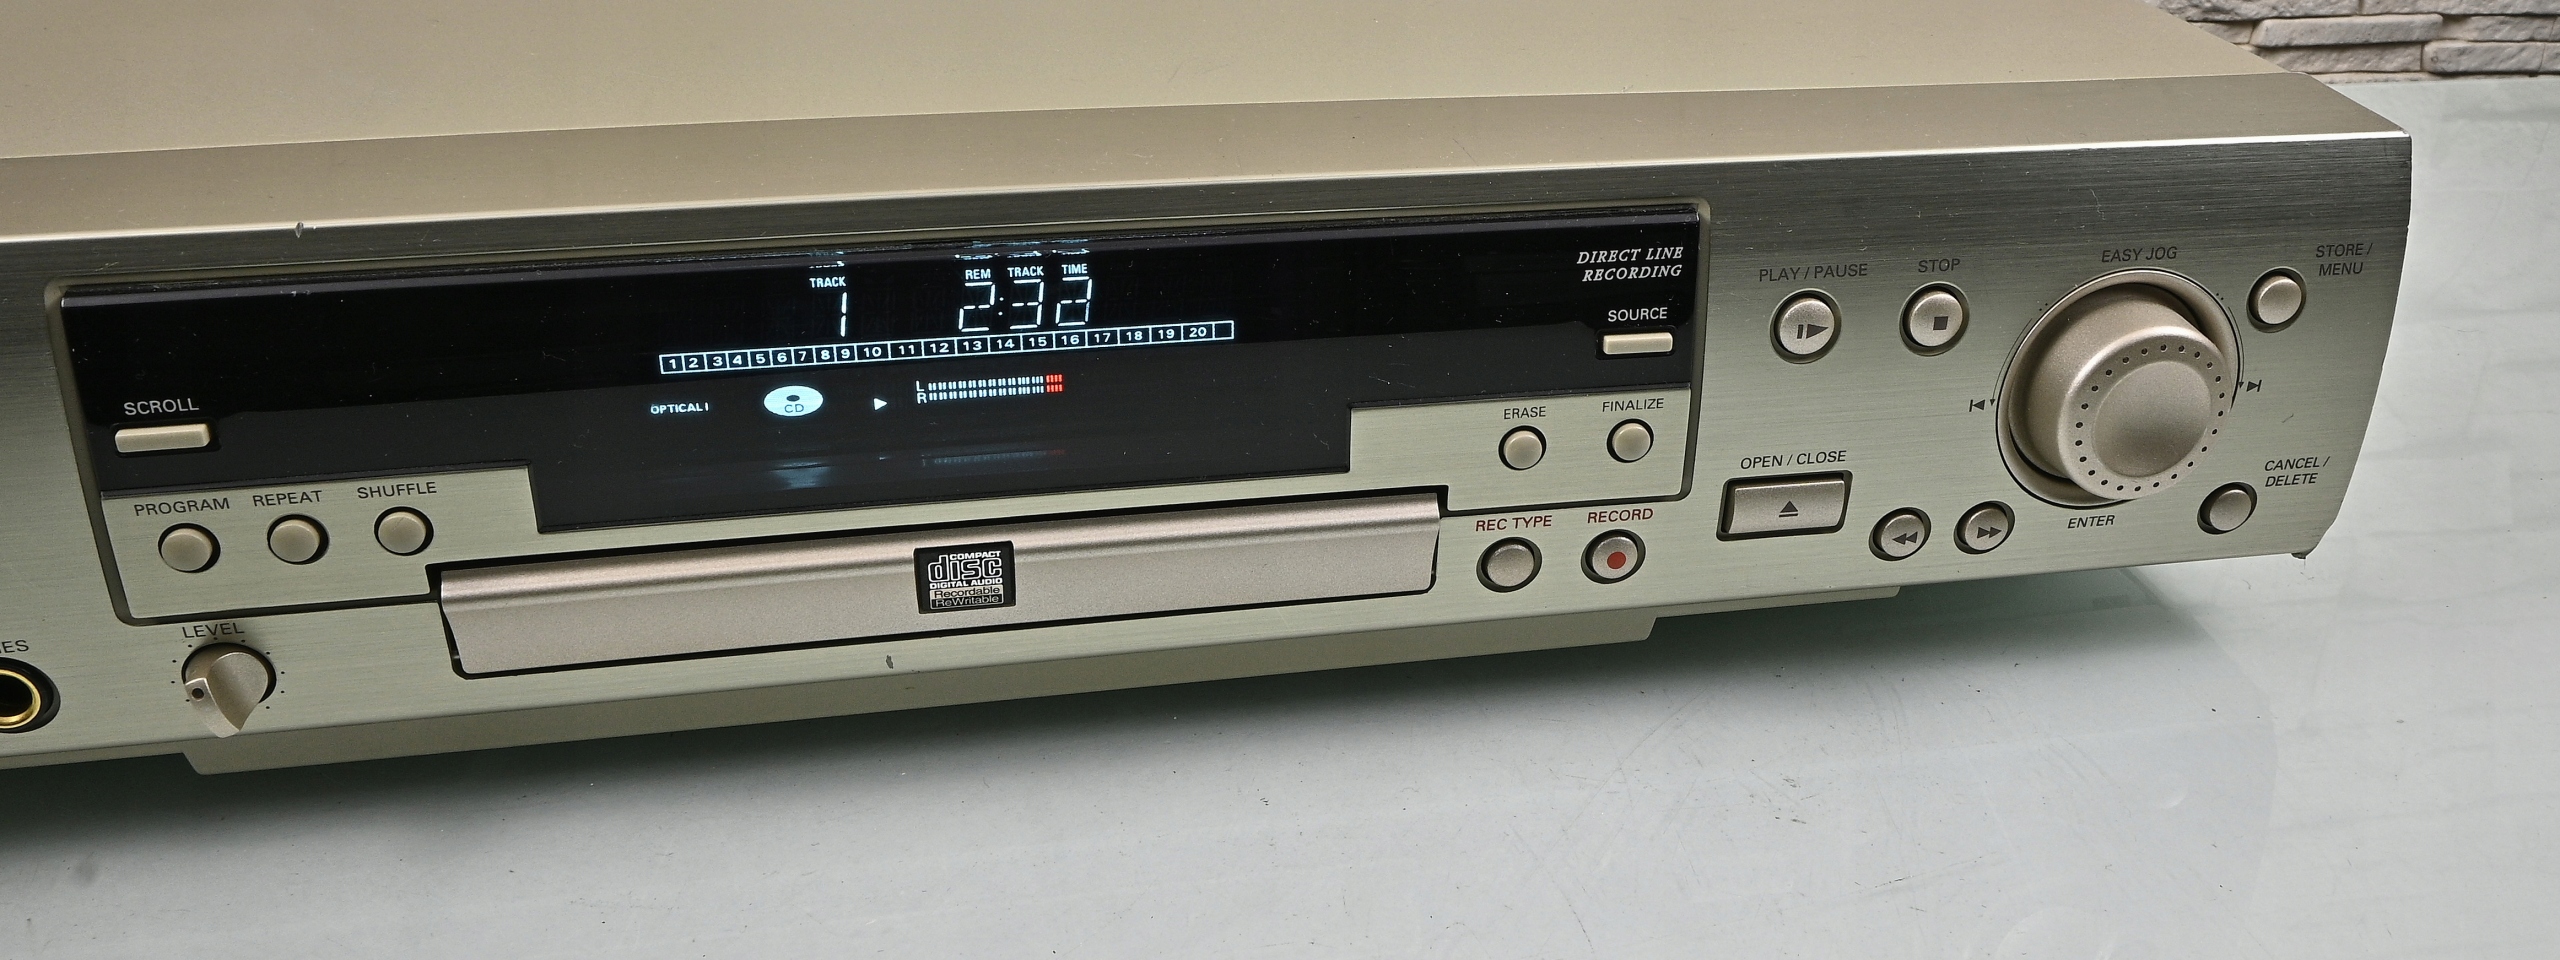 TRACK
REM TRACK TIME
1 2:32
1 2 3 4 5 6 7 8 9 10 11 12 13 14 15 16 17 18 19 20
OPTICAL I
CD
L
R
DIRECT LINE
RECORDING
SOURCE
SCROLL
PROGRAM REPEAT SHUFFLE
ERASE FINALIZE
REC TYPE RECORD
COMPACT
disc
DIGITAL AUDIO
Recordable
ReWritable
LEVEL
PLAY / PAUSE STOP
EASY JOG
STORE /
MENU
OPEN / CLOSE
ENTER
CANCEL /
DELETE